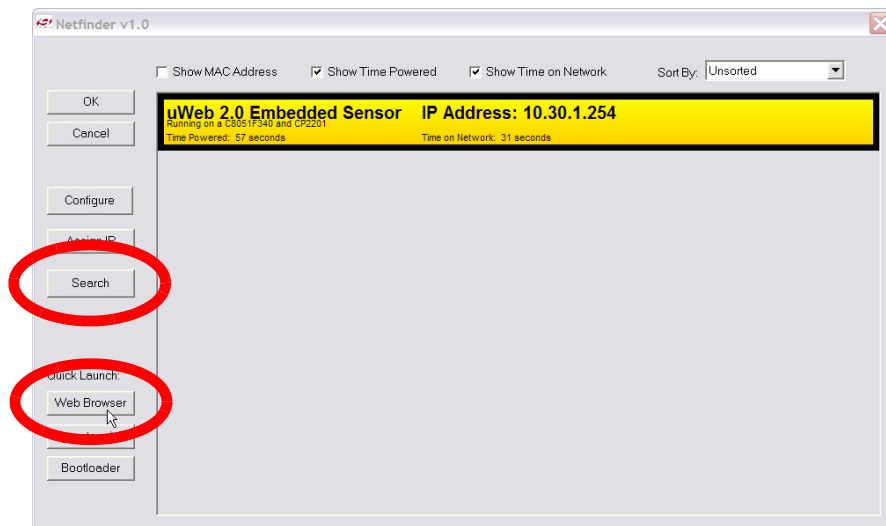 Netfinder v1.0
Show MAC Address Show Time Powered Show Time on Network Sort By: Unsorted
OK
Cancel
uWeb 2.0 Embedded Sensor IP Address: 10.30.1.254
Running on a C8051F340 and CP2201
Time Powered: 57 seconds Time on Network: 31 seconds
Configure
Assign IP
Search
Quick Launch:
Web Browser
Bootloader